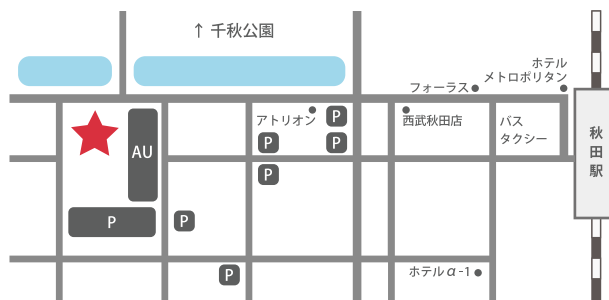 ↑ 千秋公園
ホテル
メトロポリタン
フォーラス
アトリオン
P
西武秋田店
バス
タクシー
秋田駅
AU
P
P
P
P
P
P
ホテルα-1